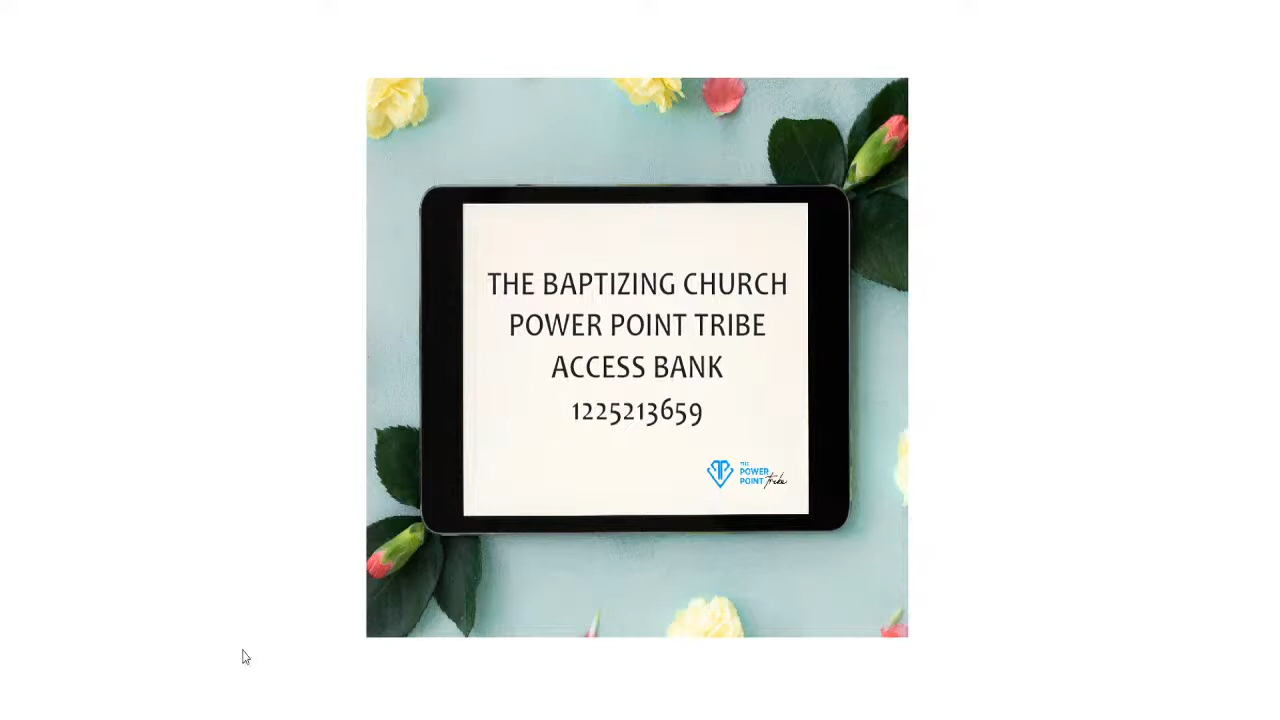 THE BAPTIZING CHURCH
POWER POINT TRIBE
ACCESS BANK
1225213659
THE
POWER
POINT Tribe